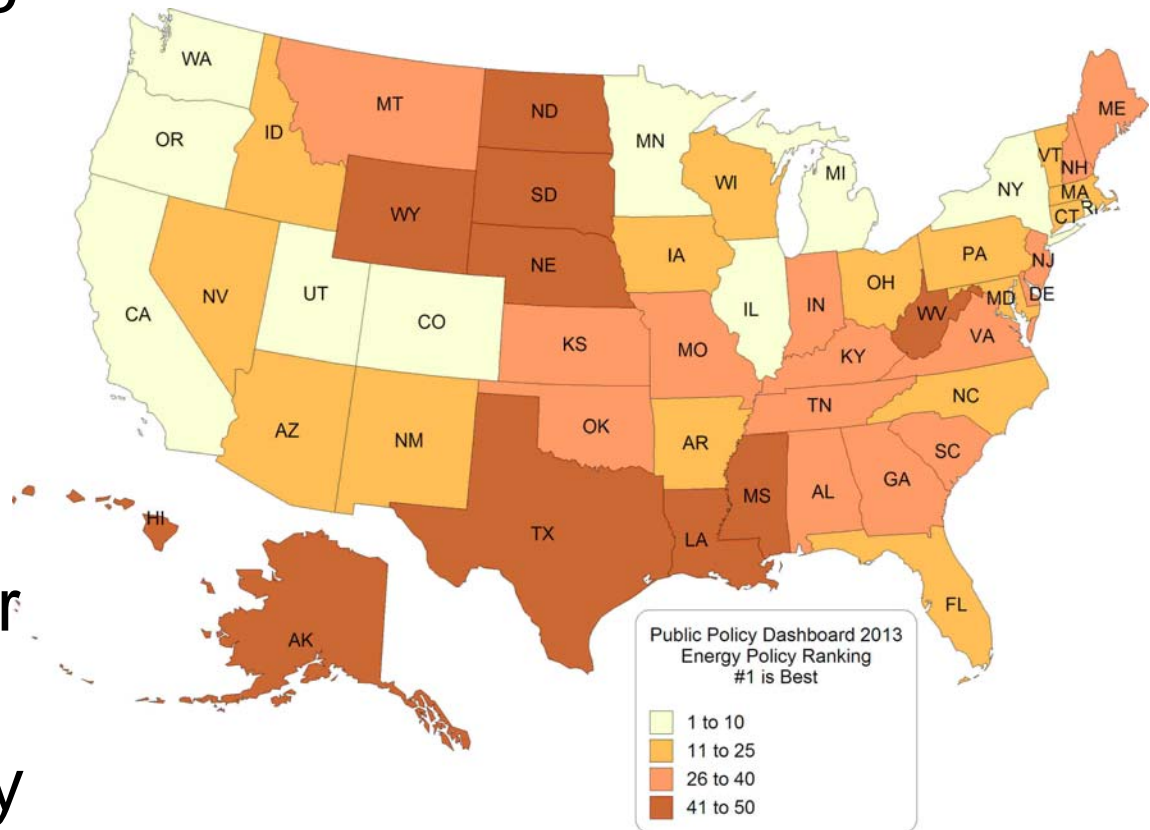 WA
MT
ND
MN
ME
OR
ID
VT
NH
WI
MI
NY
MA
RI
CT
SD
WY
NE
IA
PA
NJ
OH
DE
MD
NV
UT
CO
IL
IN
WV
CA
VA
KS
MO
KY
TN
NC
AZ
NM
OK
AR
SC
MS
AL
GA
HI
TX
LA
r
AK
FL
y
Public Policy Dashboard 2013
Energy Policy Ranking
#1 is Best
1 to 10
11 to 25
26 to 40
41 to 50